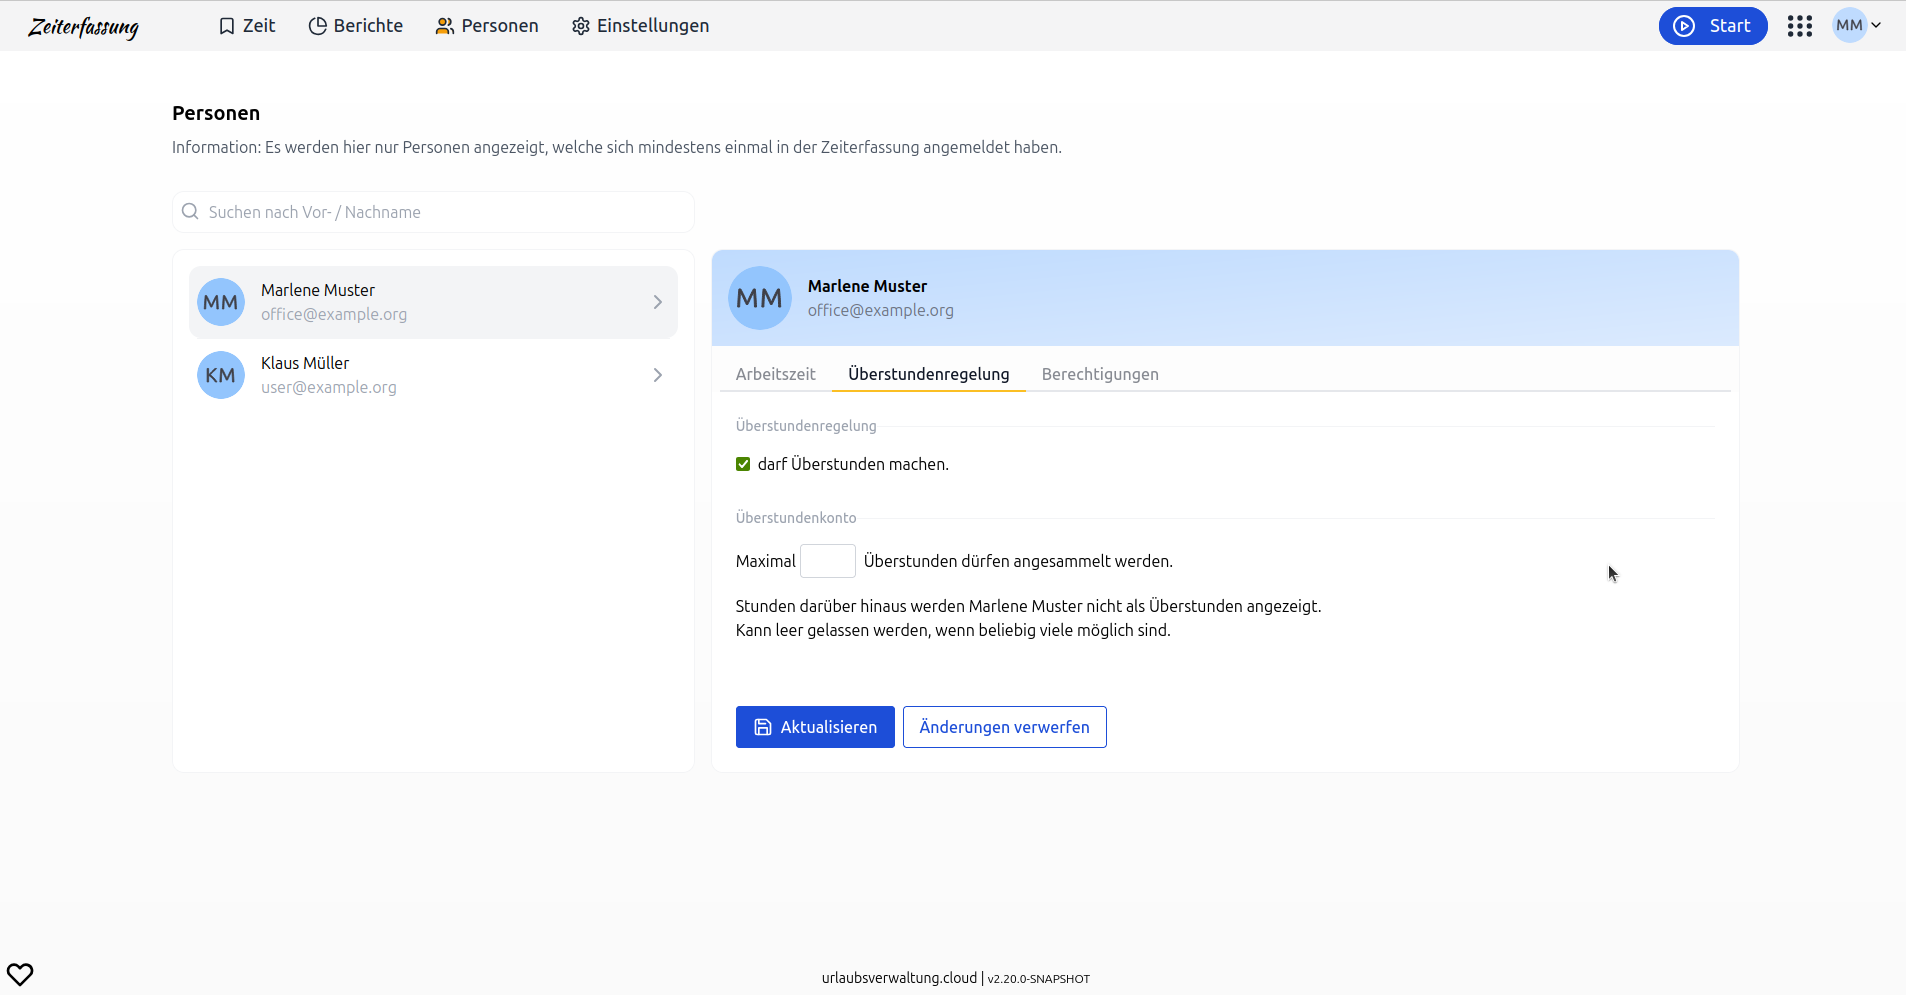 Zeiterfassung
Zeit
Berichte
Personen
Einstellungen
Start
MM
Personen
Information: Es werden hier nur Personen angezeigt, welche sich mindestens einmal in der Zeiterfassung angemeldet haben.
Suchen nach Vor- / Nachname
MM
Marlene Muster
office@example.org
KM
Klaus Müller
user@example.org
MM
Marlene Muster
office@example.org
Arbeitszeit
Überstundenregelung
Berechtigungen
Überstundenregelung
darf Überstunden machen.
Überstundenkonto
Maximal Überstunden dürfen angesammelt werden.
Stunden darüber hinaus werden Marlene Muster nicht als Überstunden angezeigt.
Kann leer gelassen werden, wenn beliebig viele möglich sind.
Aktualisieren
Änderungen verwerfen
urlaubsverwaltung.cloud | v2.20.0-SNAPSHOT